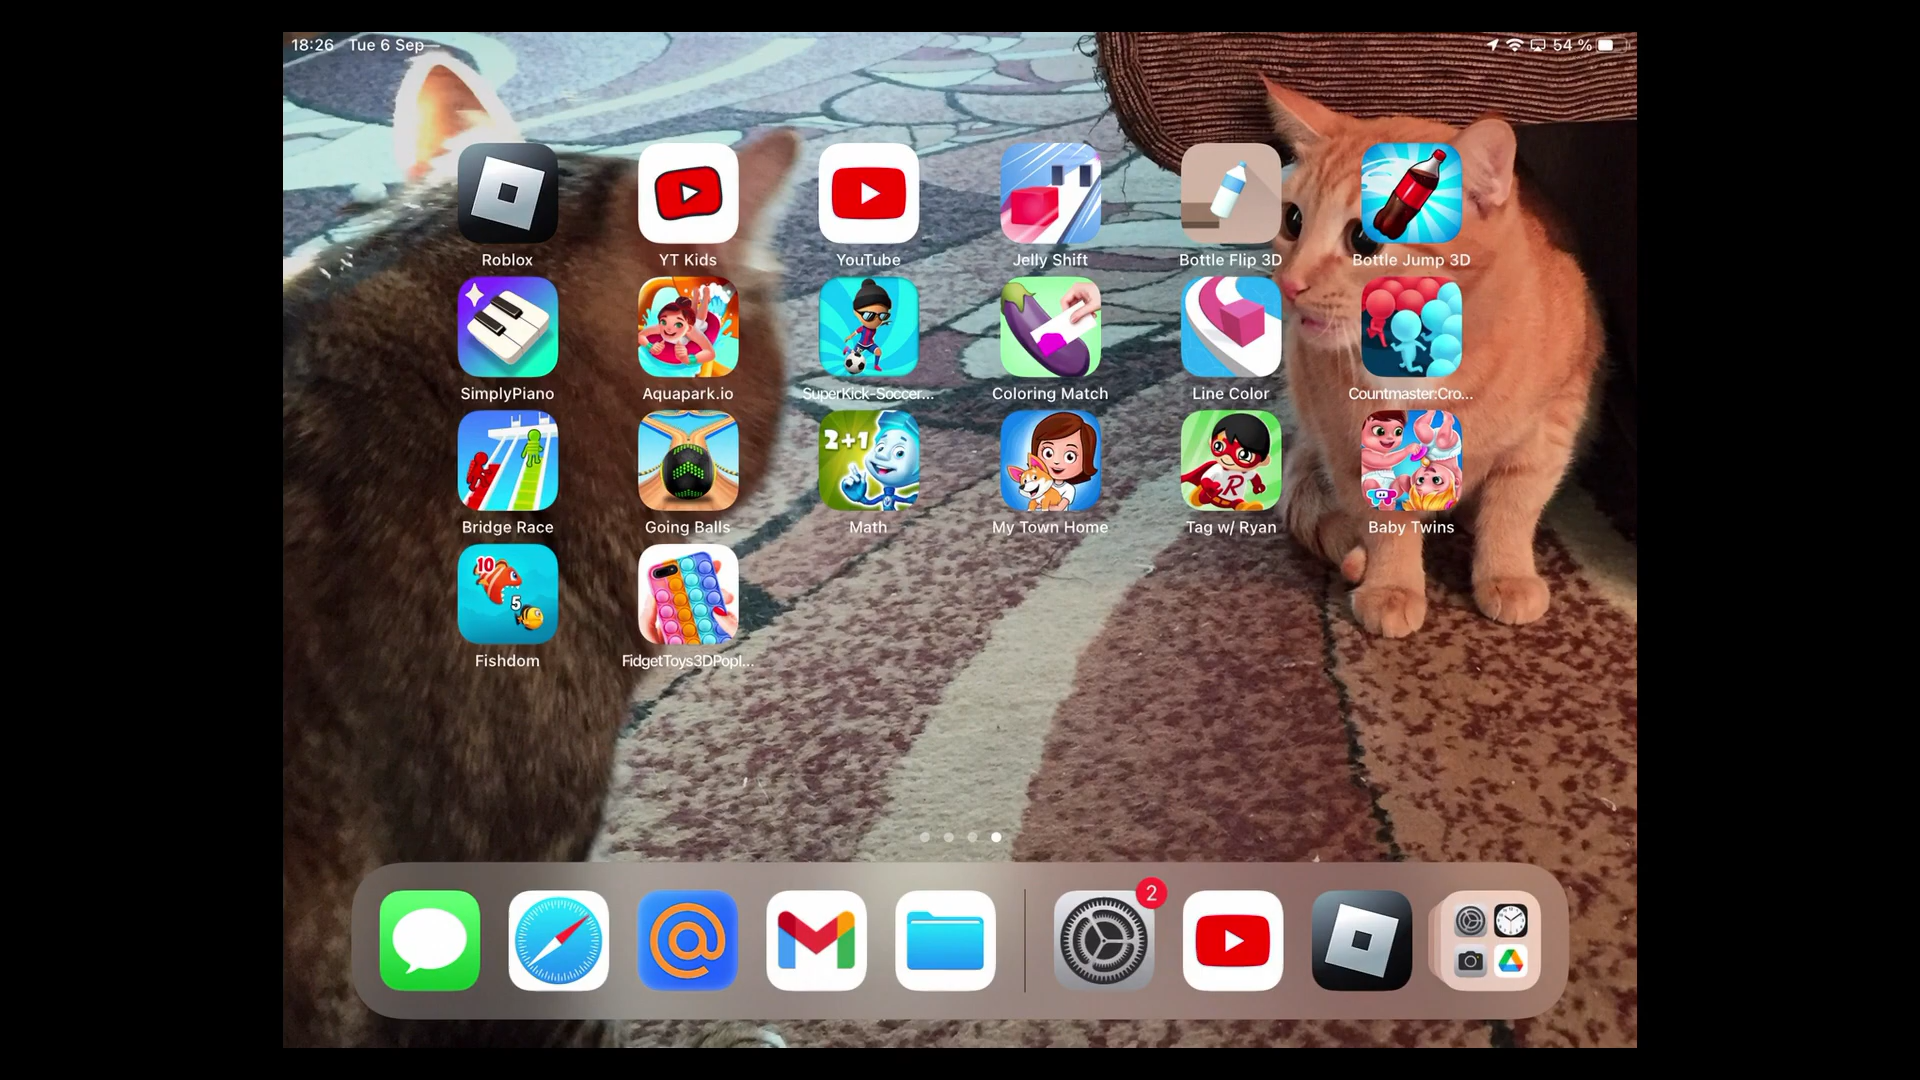 18:26 Tue 6 Sep
54 %
Roblox
YT Kids
YouTube
Jelly Shift
Bottle Flip 3D
Bottle Jump 3D
SimplyPiano
Aquapark.io
SuperKick-Soccer...
Coloring Match
Line Color
Countmaster:Cro...
2+1
R
Bridge Race
Going Balls
Math
My Town Home
Tag w/ Ryan
Baby Twins
10
5
Fishdom
FidgetToys3DPopI...
2